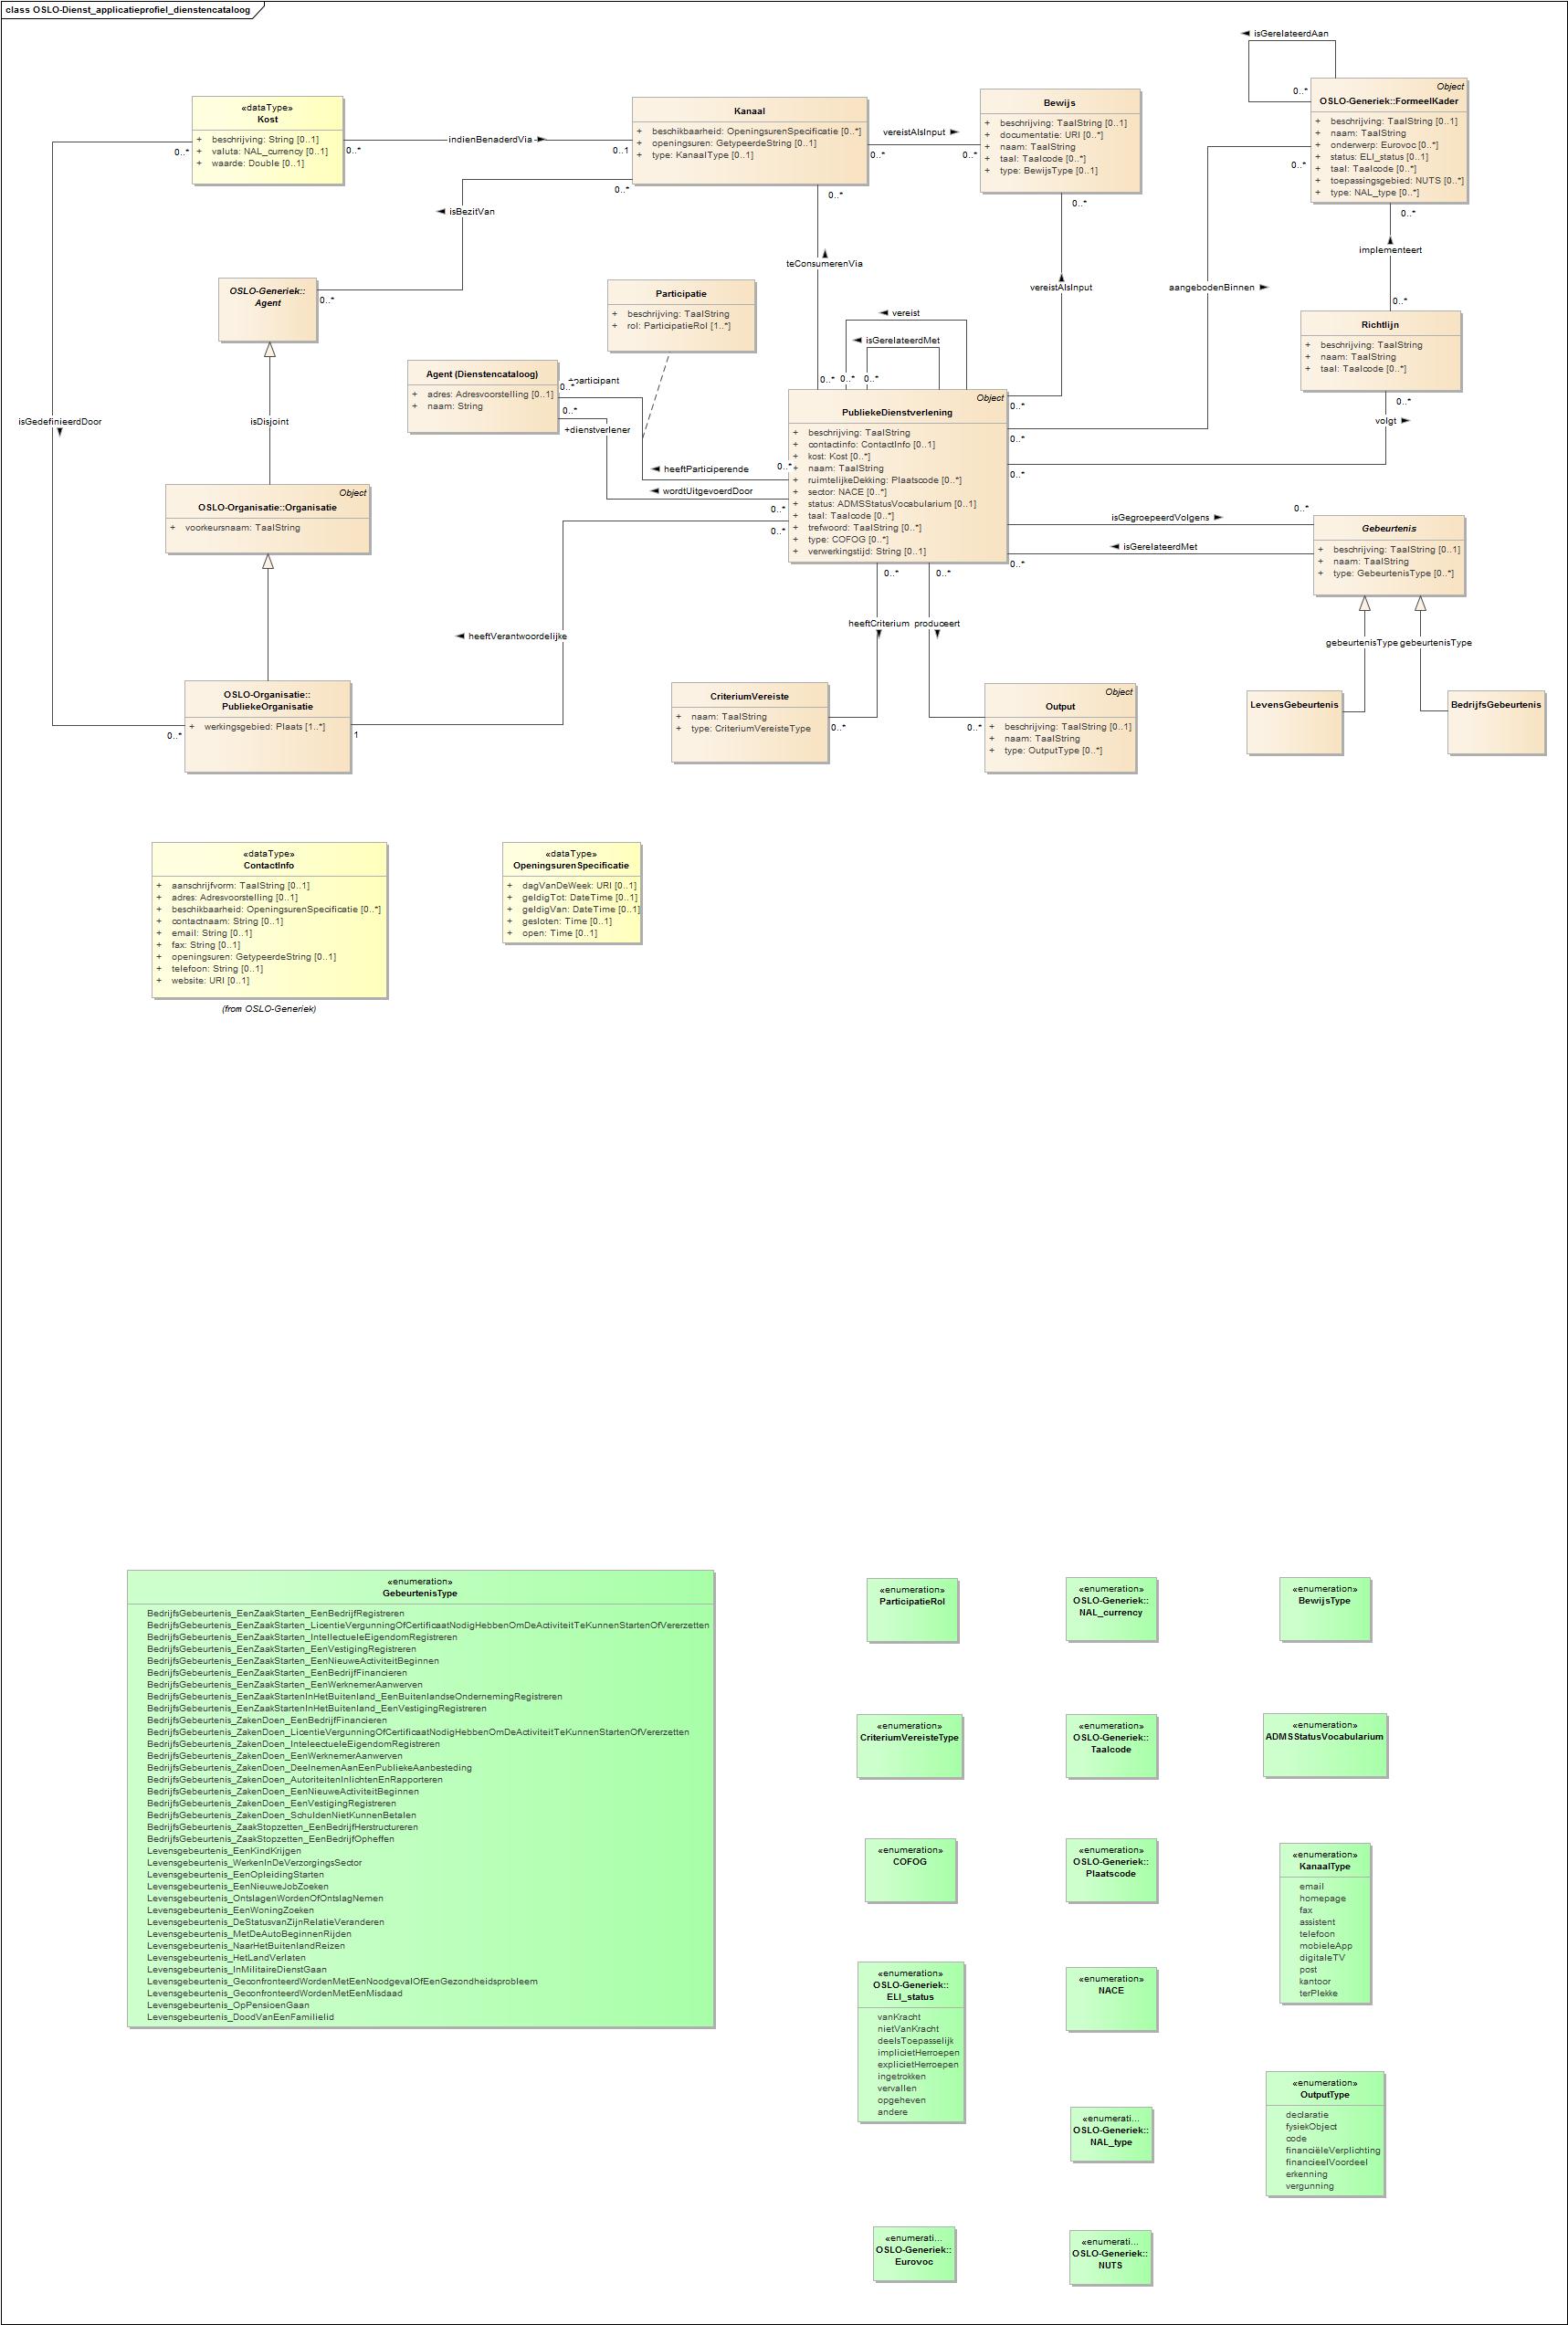 class OSLO-Dienst_applicatieprofiel_dienstencataloog
«dataType»
Kost
+ beschrijving: String [0..1]
+ valuta: NAL_currency [0..1]
+ waarde: Double [0..1]
0..*
0..*
indienBenaderdVia
0..1
Kanaal
+ beschikbaarheid: OpeningsurenSpecificatie [0..*]
+ openingsuren: GetypeerdeString [0..1]
+ type: KanaalType [0..1]
0..*
0..*
vereistAlsInput
0..*
0..*
Bewijs
+ beschrijving: TaalString [0..1]
+ documentatie: URI [0..*]
+ naam: TaalString
+ taal: Taalcode [0..*]
+ type: BewijsType [0..1]
0..*
isGerelateerdAan
0..*
Object
OSLO-Generiek::FormeelKader
+ beschrijving: TaalString [0..1]
+ naam: TaalString
+ onderwerp: Eurovoc [0..*]
+ status: ELI_status [0..1]
+ taal: Taalcode [0..*]
+ toepassingsgebied: NUTS [0..*]
+ type: NAL_type [0..*]
0..*
0..*
isBezitVan
teConsumerenVia
vereistAlsInput
aangebodenBinnen
implementeert
0..*
OSLO-Generiek::
Agent
0..*
Participatie
+ beschrijving: TaalString
+ rol: ParticipatieRol [1..*]
vereist
isGerelateerdMet
Richtlijn
+ beschrijving: TaalString
+ naam: TaalString
+ taal: Taalcode [0..*]
0..*
volgt
Agent (Dienstencataloog)
+ adres: Adresvoorstelling [0..1]
+ naam: String
+participant
0..*
0..*
+dienstverlener
0..*
0..*
0..*
isGedefinieerdDoor
isDisjoint
Object
PubliekeDienstverlening
+ beschrijving: TaalString
+ contactinfo: ContactInfo [0..1]
+ kost: Kost [0..*]
+ naam: TaalString
+ ruimtelijkeDekking: Plaatscode [0..*]
+ sector: NACE [0..*]
+ status: ADMSStatusVocabularium [0..1]
+ taal: Taalcode [0..*]
+ trefwoord: TaalString [0..*]
+ type: COFOG [0..*]
+ verwerkingstijd: String [0..1]
0..*
0..*
0..*
0..*
heeftParticiperende
0..*
wordtUitgevoerdDoor
0..*
0..*
Object
OSLO-Organisatie::Organisatie
+ voorkeursnaam: TaalString
isGegroepeerdVolgens
0..*
isGerelateerdMet
0..*
Gebeurtenis
+ beschrijving: TaalString [0..1]
+ naam: TaalString
+ type: GebeurtenisType [0..*]
0..*
0..*
heeftVerantwoordelijke
heeftCriterium
produceert
gebeurtenisType
gebeurtenisType
OSLO-Organisatie::
PubliekeOrganisatie
+ werkingsgebied: Plaats [1..*]
0..*
1
CriteriumVereiste
+ naam: TaalString
+ type: CriteriumVereisteType
0..*
0..*
Object
Output
+ beschrijving: TaalString [0..1]
+ naam: TaalString
+ type: OutputType [0..*]
LevensGebeurtenis
BedrijfsGebeurtenis
«dataType»
ContactInfo
+ aanschrijfvorm: TaalString [0..1]
+ adres: Adresvoorstelling [0..1]
+ beschikbaarheid: OpeningsurenSpecificatie [0..*]
+ contactnaam: String [0..1]
+ email: String [0..1]
+ fax: String [0..1]
+ openingsuren: GetypeerdeString [0..1]
+ telefoon: String [0..1]
+ website: URI [0..1]
(from OSLO-Generiek)
«dataType»
OpeningsurenSpecificatie
+ dagVanDeWeek: URI [0..1]
+ geldigTot: DateTime [0..1]
+ geldigVan: DateTime [0..1]
+ gesloten: Time [0..1]
+ open: Time [0..1]
«enumeration»
GebeurtenisType
BedrijfsGebeurtenis_EenZaakStarten_EenBedrijfRegistreren
BedrijfsGebeurtenis_EenZaakStarten_LicentieVergunningOfCertificaatNodigHebbenOmDeActiviteitTeKunnenStartenOfVererzetten
BedrijfsGebeurtenis_EenZaakStarten_IntellectueleEigendomRegistreren
BedrijfsGebeurtenis_EenZaakStarten_EenVestigingRegistreren
BedrijfsGebeurtenis_EenZaakStarten_EenNieuweActiviteitBeginnen
BedrijfsGebeurtenis_EenZaakStarten_EenBedrijfFinancieren
BedrijfsGebeurtenis_EenZaakStarten_EenWerknemerAanwerven
BedrijfsGebeurtenis_EenZaakStartenInHetBuitenland_EenBuitenlandseOndernemingRegistreren
BedrijfsGebeurtenis_EenZaakStartenInHetBuitenland_EenVestigingRegistreren
BedrijfsGebeurtenis_ZakenDoen_EenBedrijfFinancieren
BedrijfsGebeurtenis_ZakenDoen_LicentieVergunningOfCertificaatNodigHebbenOmDeActiviteitTeKunnenStartenOfVererzetten
BedrijfsGebeurtenis_ZakenDoen_InteleectueleEigendomRegistreren
BedrijfsGebeurtenis_ZakenDoen_EenWerknemerAanwerven
BedrijfsGebeurtenis_ZakenDoen_DeelnemenAanEenPubliekeAanbesteding
BedrijfsGebeurtenis_ZakenDoen_AutoriteitenInlichtenEnRapporteren
BedrijfsGebeurtenis_ZakenDoen_EenNieuweActiviteitBeginnen
BedrijfsGebeurtenis_ZakenDoen_EenVestigingRegistreren
BedrijfsGebeurtenis_ZakenDoen_SchuldenNietKunnenBetalen
BedrijfsGebeurtenis_ZaakStopzetten_EenBedrijfHerstructureren
BedrijfsGebeurtenis_ZaakStopzetten_EenBedrijfOpheffen
Levensgebeurtenis_EenKindKrijgen
Levensgebeurtenis_WerkenInDeVerzorgingsSector
Levensgebeurtenis_EenOpleidingStarten
Levensgebeurtenis_EenNieuweJobZoeken
Levensgebeurtenis_OntslagenWordenOfOntslagNemen
Levensgebeurtenis_EenWoningZoeken
Levensgebeurtenis_DeStatusvanZijnRelatieVeranderen
Levensgebeurtenis_MetDeAutoBeginnenRijden
Levensgebeurtenis_NaarHetBuitenlandReizen
Levensgebeurtenis_HetLandVerlaten
Levensgebeurtenis_InMilitaireDienstGaan
Levensgebeurtenis_GeconfronteerdWordenMetEenNoodgevalOfEenGezondheidsprobleem
Levensgebeurtenis_GeconfronteerdWordenMetEenMisdaad
Levensgebeurtenis_OpPensioenGaan
Levensgebeurtenis_DoodVanEenFamilielid
«enumeration»
ParticipatieRol
«enumeration»
OSLO-Generiek::
NAL_currency
«enumeration»
BewijsType
«enumeration»
CriteriumVereisteType
«enumeration»
OSLO-Generiek::
Taalcode
«enumeration»
ADMSStatusVocabularium
«enumeration»
COFOG
«enumeration»
OSLO-Generiek::
Plaatscode
«enumeration»
KanaalType
email
homepage
fax
assistent
telefoon
mobieleApp
digitaleTV
post
kantoor
terPlekke
«enumeration»
OSLO-Generiek::
ELI_status
vanKracht
nietVanKracht
deelsToepasselijk
implicietHerroepen
explicietHerroepen
ingetrokken
vervallen
opgeheven
andere
«enumeration»
NACE
«enumeration»
OutputType
declaratie
fysiekObject
code
financiëleVerplichting
financieelVoordeel
erkenning
vergunning
«enumerati...
OSLO-Generiek::
NAL_type
«enumerati...
OSLO-Generiek::
Eurovoc
«enumerati...
OSLO-Generiek::
NUTS